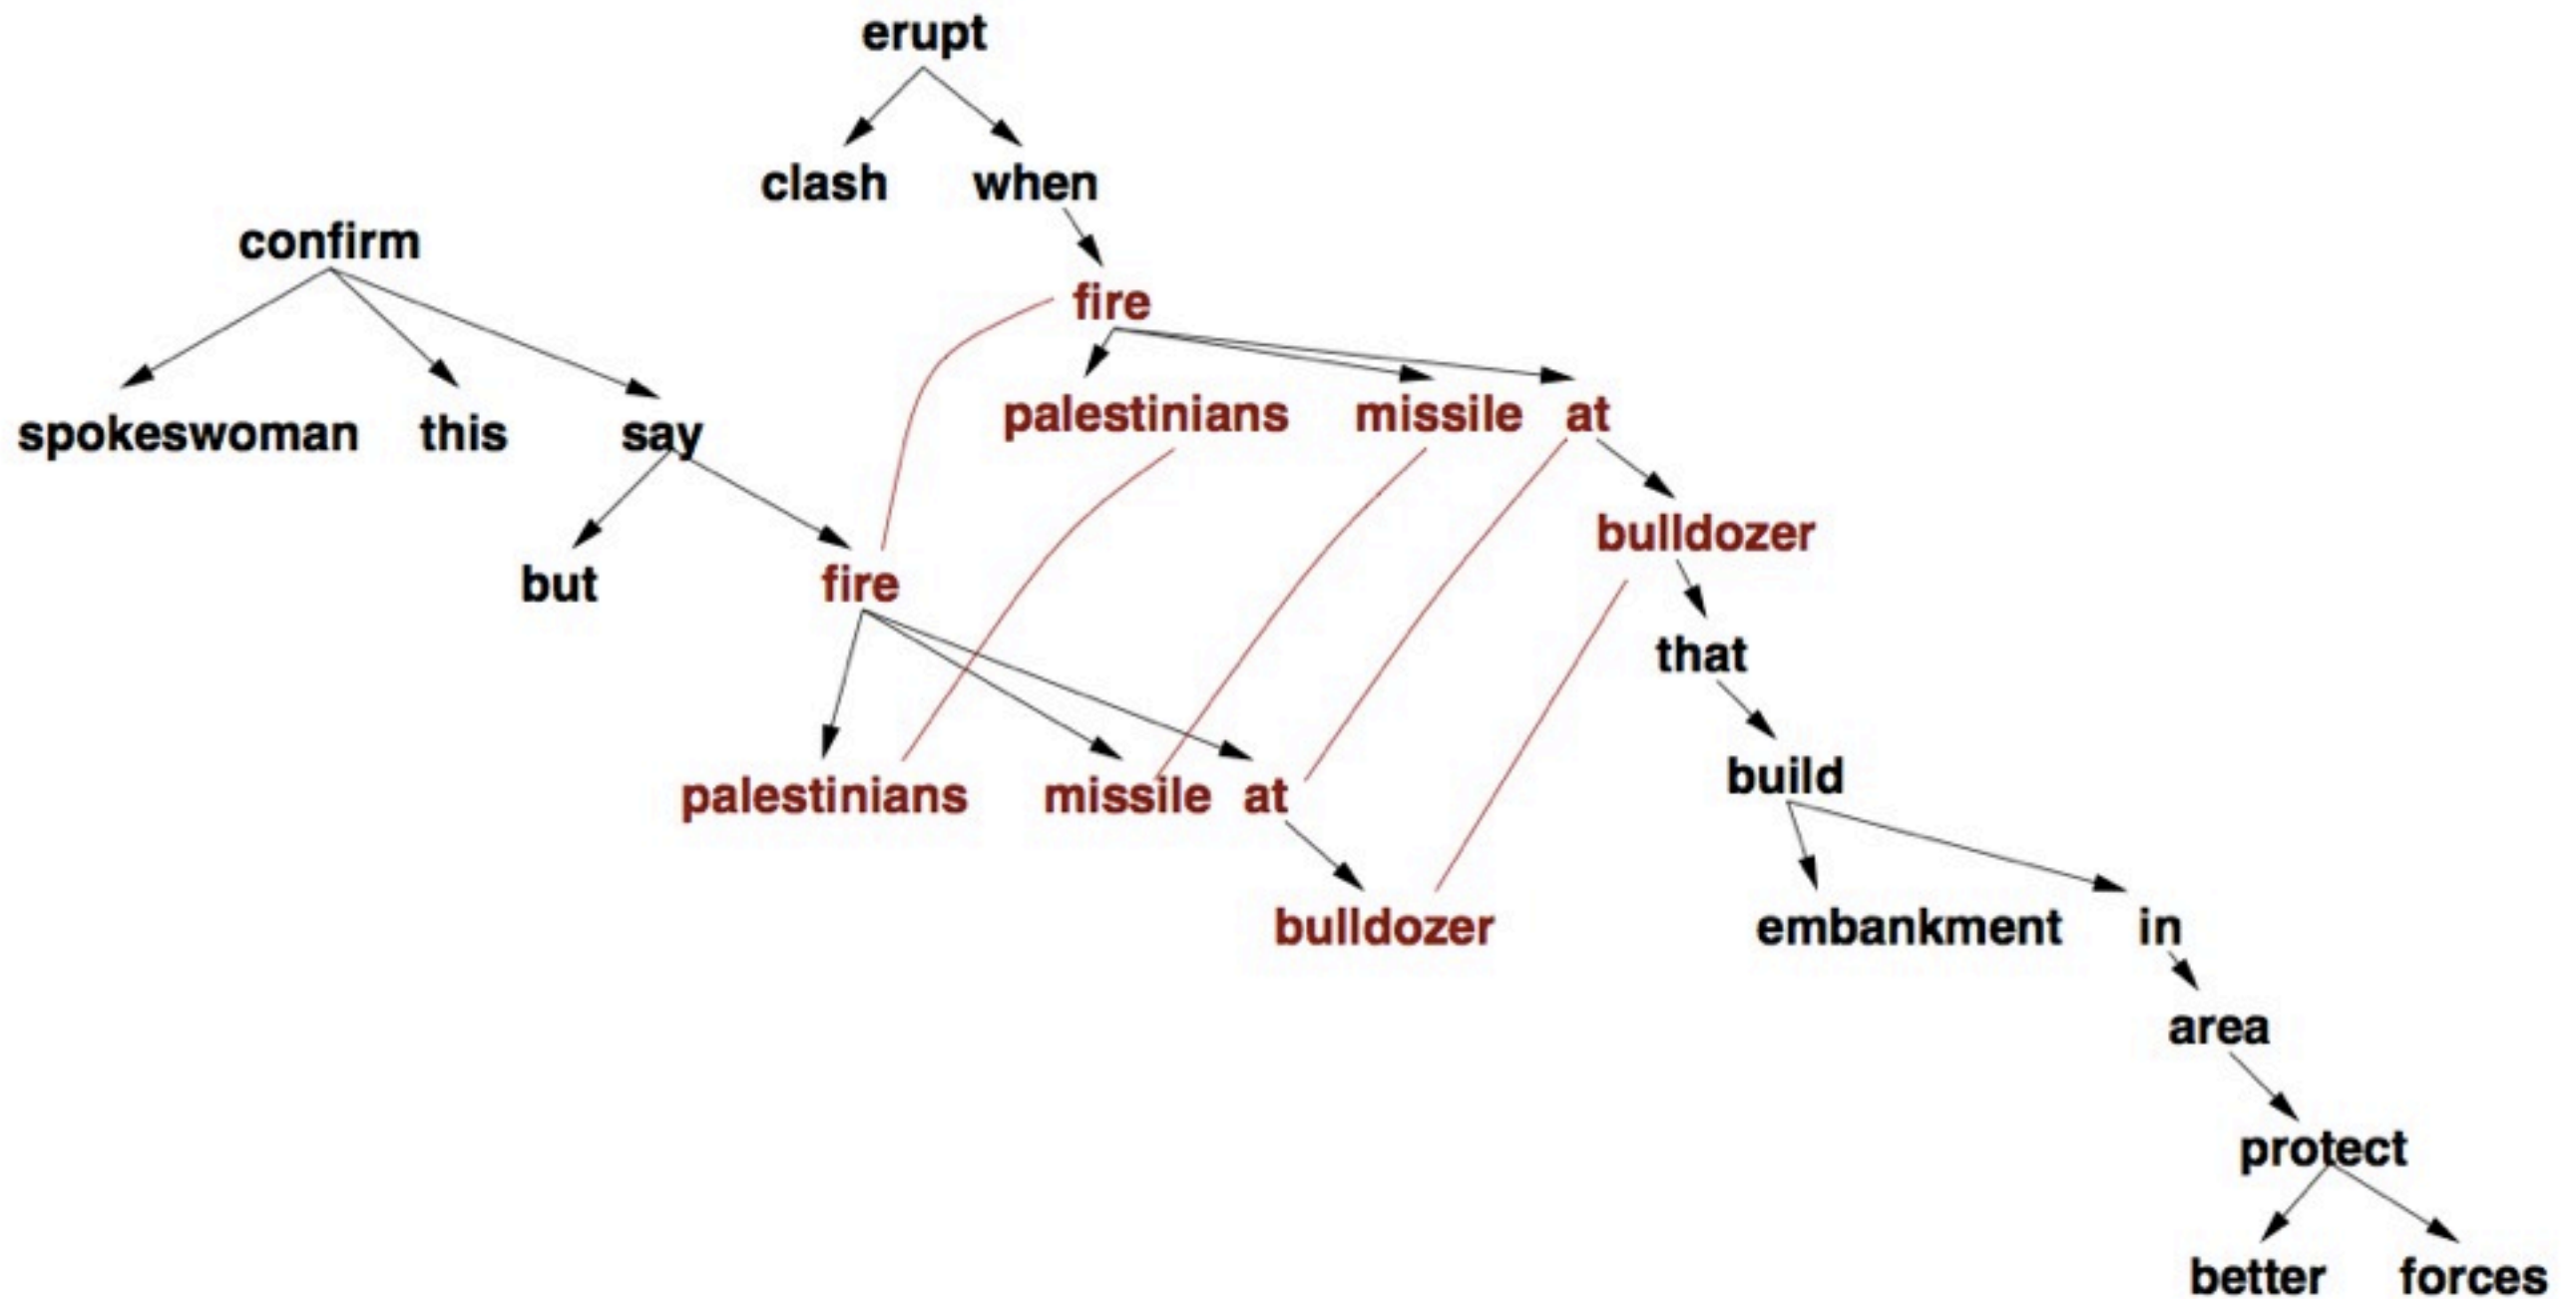 erupt
clash when
confirm
fire
palestinians missile at
spokeswoman this say
bulldozer
but fire
that
build
palestinians missile at
bulldozer
embankment in
area
protect
better forces